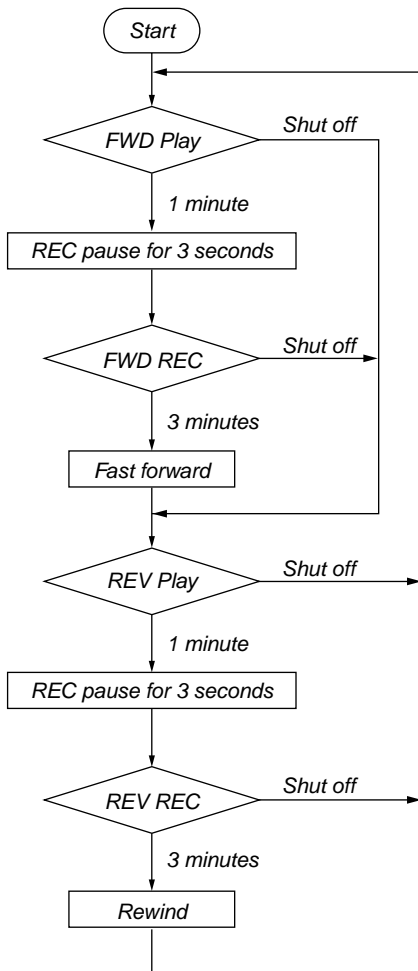 Start
FWD Play
Shut off
1 minute
REC pause for 3 seconds
FWD REC
Shut off
3 minutes
Fast forward
REV Play
Shut off
1 minute
REC pause for 3 seconds
REV REC
Shut off
3 minutes
Rewind